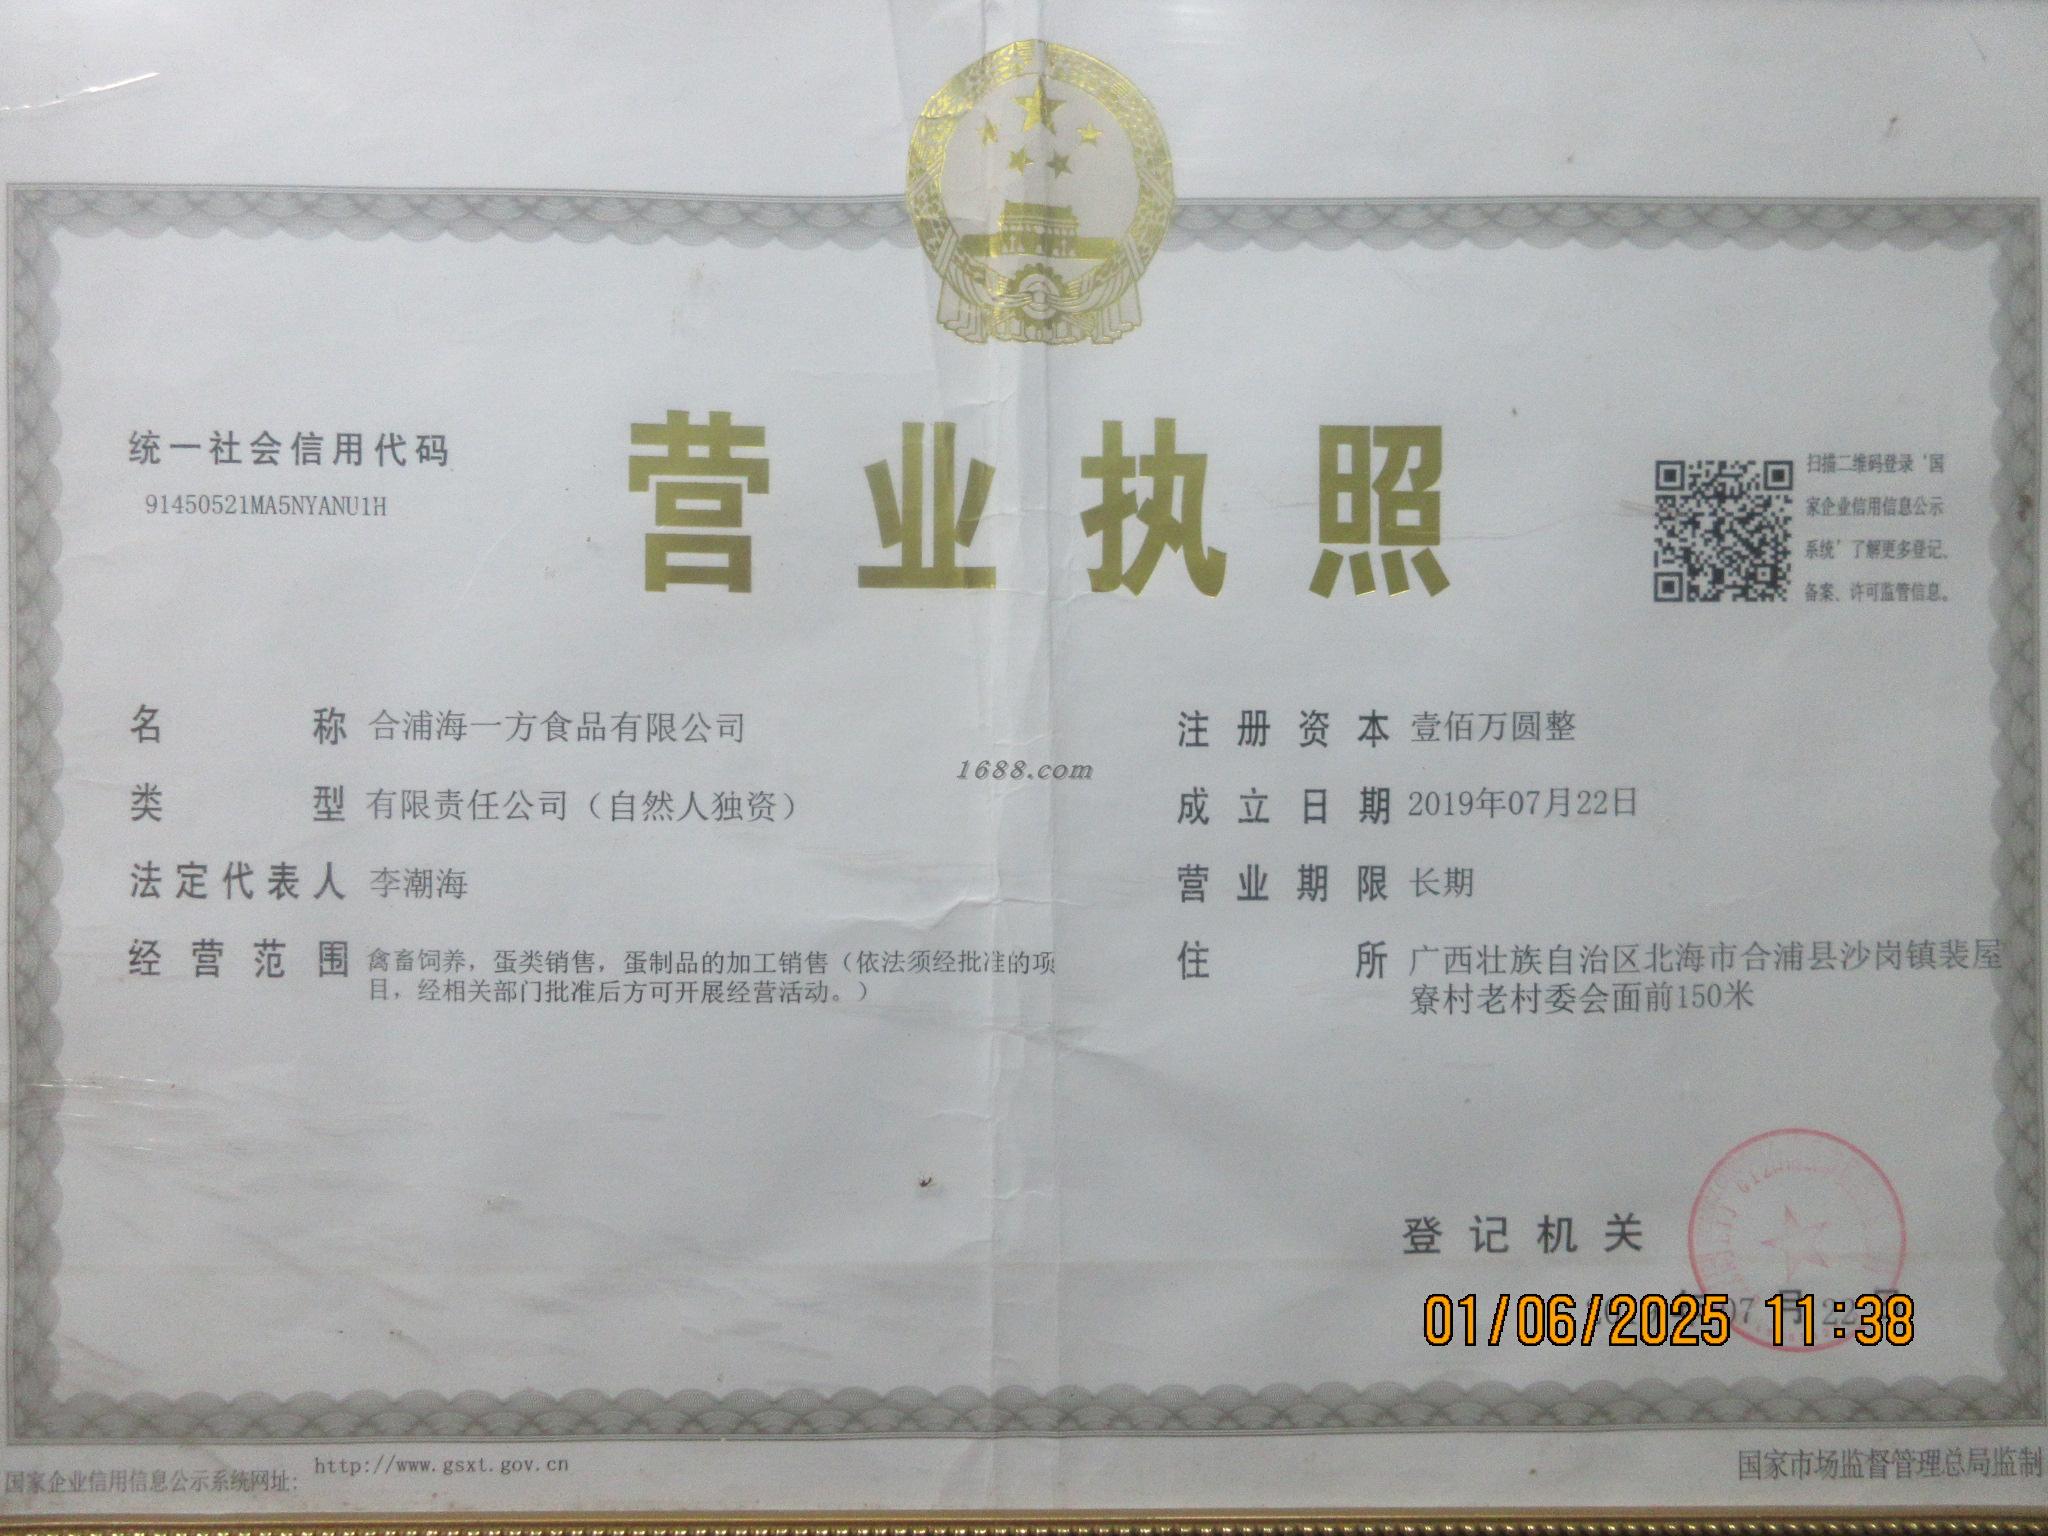 统一社会信用代码
91450521MA5NYANU1H
营业执照
扫描二维码登录‘国
家企业信用信息公示
系统’了解更多登记、
备案、许可监管信息。
名称 合浦海一方食品有限公司
类型 有限责任公司（自然人独资）
法定代表人 李潮海
经营范围 禽畜饲养，蛋类销售，蛋制品的加工销售（依法须经批准的项
目，经相关部门批准后方可开展经营活动。）
1688.com
注册资本 壹佰万圆整
成立日期 2019年07月22日
营业期限 长期
住所 广西壮族自治区北海市合浦县沙岗镇裴屋
寮村老村委会面前150米
登记机关
年07月22日
01/06/2025 11:38
国家企业信用信息公示系统网址: http://www.gsxt.gov.cn
国家市场监督管理总局监制